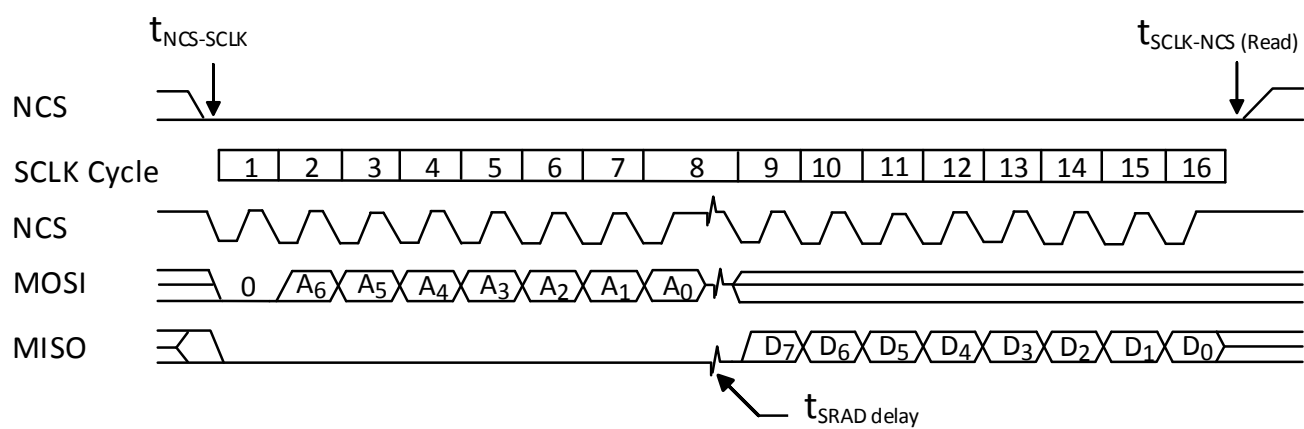 tNCS-SCLK
tSCLK-NCS (Read)
NCS
SCLK Cycle 1 2 3 4 5 6 7 8 9 10 11 12 13 14 15 16
NCS
MOSI 0 A6 A5 A4 A3 A2 A1 A0
MISO D7 D6 D5 D4 D3 D2 D1 D0
tSRAD delay